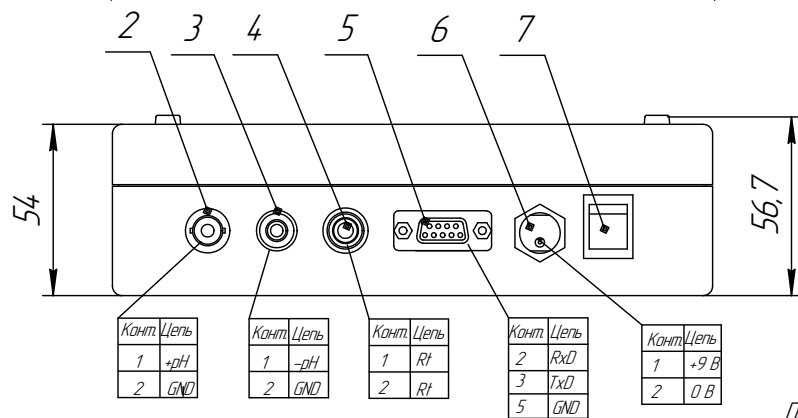 2 3 4 5 6 7
54
56,7
Конт. Цепь
1 +pH
2 GND
Конт. Цепь
1 -pH
2 GND
Конт. Цепь
1 Rt
2 Rt
Конт. Цепь
2 RxD
3 TxD
5 GND
Конт. Цепь
1 +9 В
2 0 В